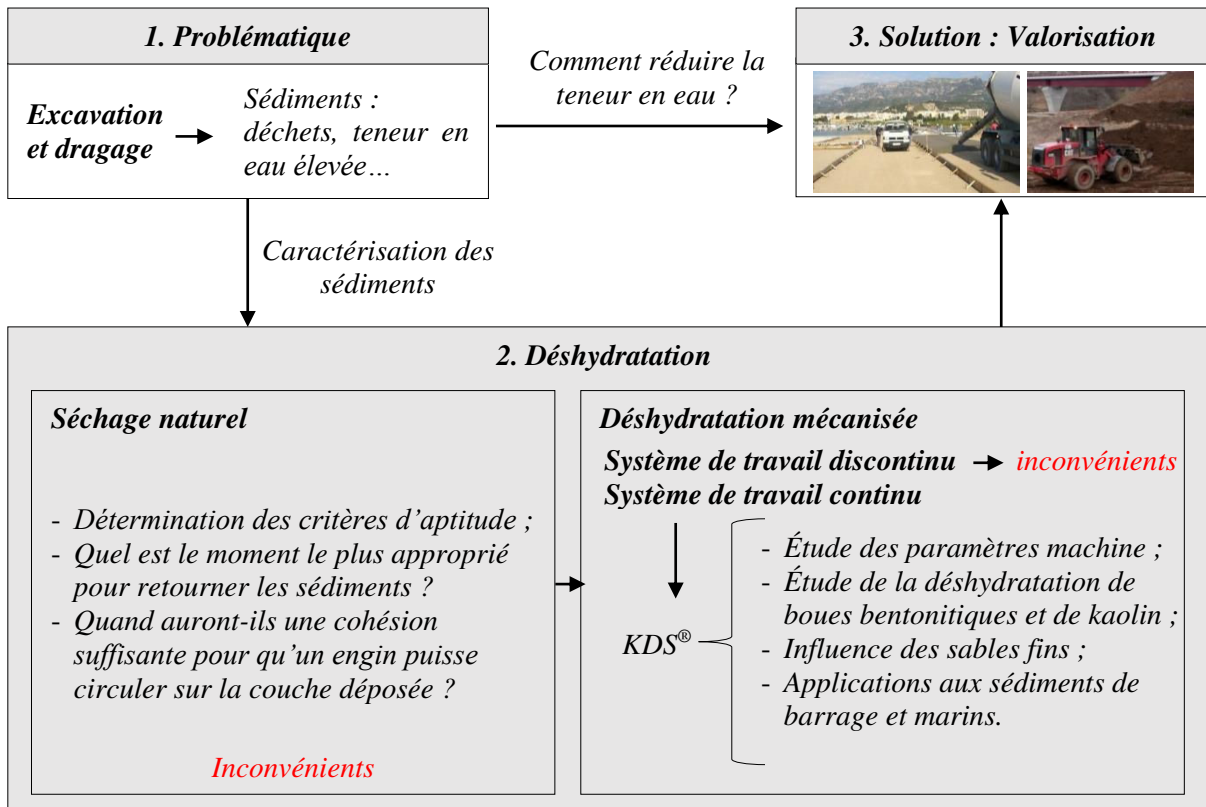 1. Problématique
Excavation
et dragage
Sédiments :
déchets, teneur en
eau élevée…
Comment réduire la
teneur en eau ?
3. Solution : Valorisation
Caractérisation des
sédiments
2. Déshydratation
Séchage naturel
- Détermination des critères d’aptitude ;
- Quel est le moment le plus approprié
pour retourner les sédiments ?
- Quand auront-ils une cohésion
suffisante pour qu’un engin puisse
circuler sur la couche déposée ?
Inconvénients
Déshydratation mécanisée
Système de travail discontinu
inconvénients
Système de travail continu
KDS®
- Étude des paramètres machine ;
- Étude de la déshydratation de
boues bentonitiques et de kaolin ;
- Influence des sables fins ;
- Applications aux sédiments de
barrage et marins.